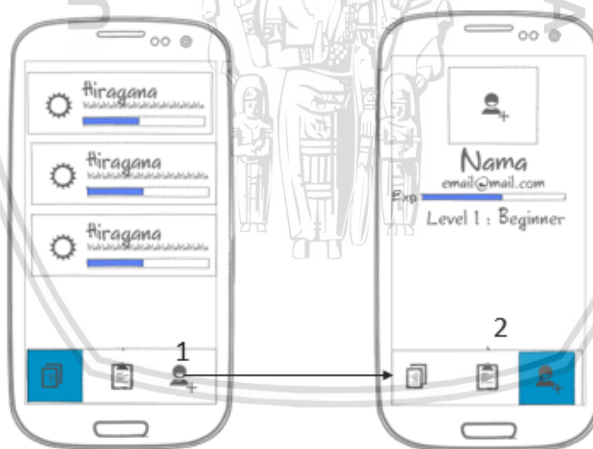 Hiragana
Hiragana
Hiragana
1
Nama
email@mail.com
Exp
Level 1 : Beginner
2